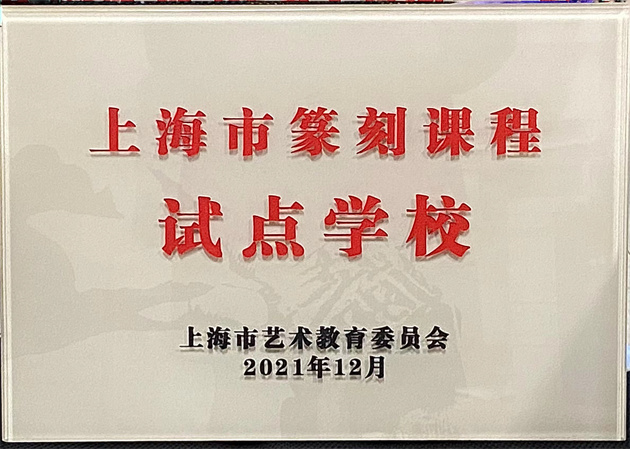 上海市篆刻课程
试点学校
上海市艺术教育委员会
2021年12月